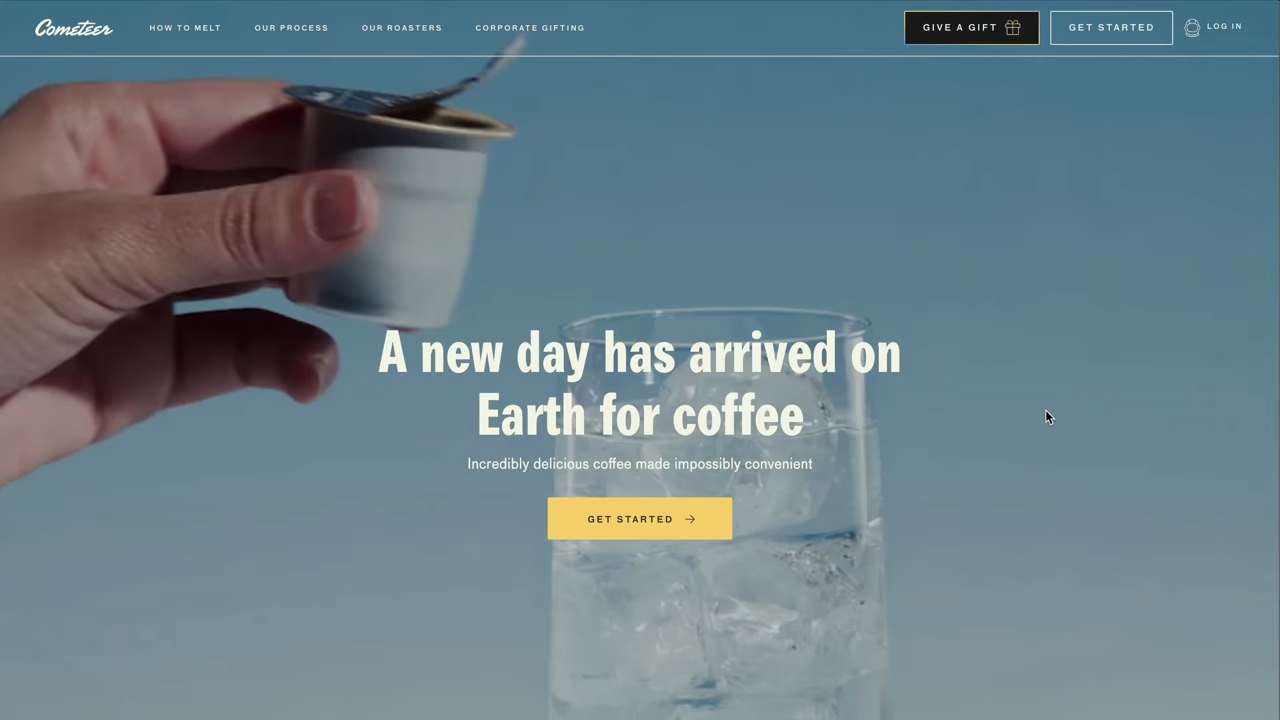 Cometeer
HOW TO MELT
OUR PROCESS
OUR ROASTERS
CORPORATE GIFTING
GIVE A GIFT
GET STARTED
LOG IN
A new day has arrived on
Earth for coffee
Incredibly delicious coffee made impossibly convenient
GET STARTED